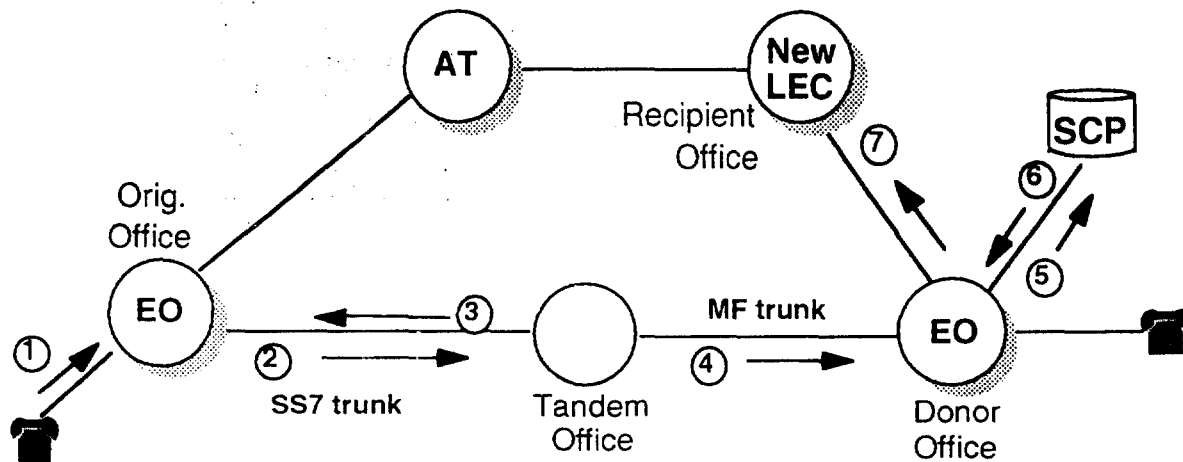 AT
New
LEC
Recipient
Office
7
SCP
6
5
Orig.
Office
EO
1
3
2
SS7 trunk
Tandem
Office
MF trunk
4
EO
Donor
Office